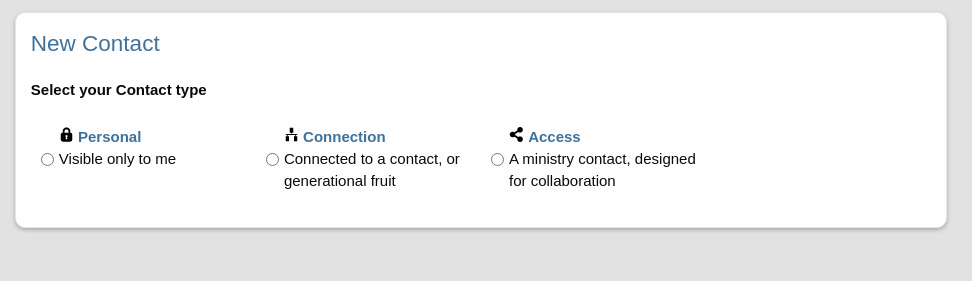 New Contact
Select your Contact type
Personal
Visible only to me
Connection
Connected to a contact, or
generational fruit
Access
A ministry contact, designed
for collaboration